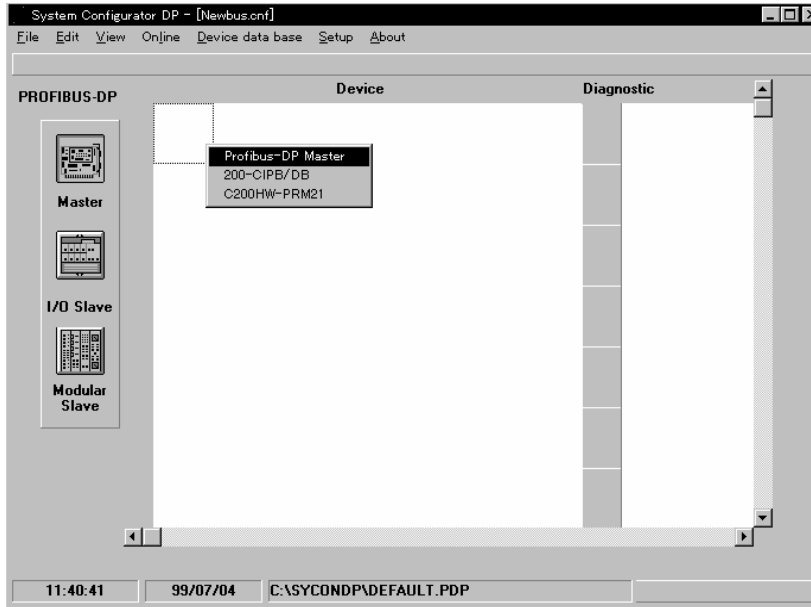 System Configurator DP - [Newbus.cnf]
File Edit View Online Device data base Setup About
PROFIBUS-DP
Device
Diagnostic
Master
I/O Slave
Modular
Slave
Profibus-DP Master
200-CIPB/DB
C200HW-PRM21
11:40:41
99/07/04
C:\SYCONDP\DEFAULT.PDP